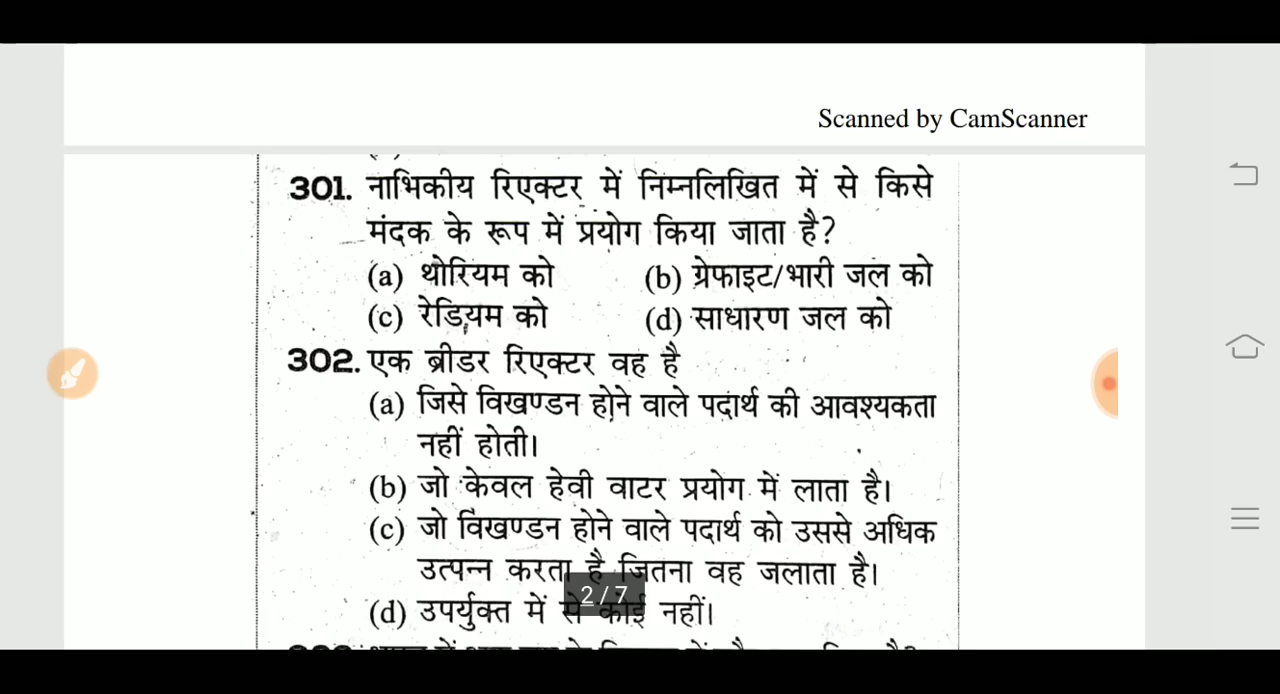 Scanned by CamScanner
301. नाभिकीय रिएक्टर में निम्नलिखित में से किसे
मंदक के रूप में प्रयोग किया जाता है?
(a) थोरियम को (b) ग्रेफाइट/भारी जल को
(c) रेडियम को (d) साधारण जल को
302. एक ब्रीडर रिएक्टर वह है
(a) जिसे विखण्डन होने वाले पदार्थ की आवश्यकता
नहीं होती।
(b) जो केवल हेवी वाटर प्रयोग में लाता है।
(c) जो विखण्डन होने वाले पदार्थ को उससे अधिक
उत्पन्न करता है जितना वह जलाता है।
2 / 7
(d) उपर्युक्त में से कोई नहीं।